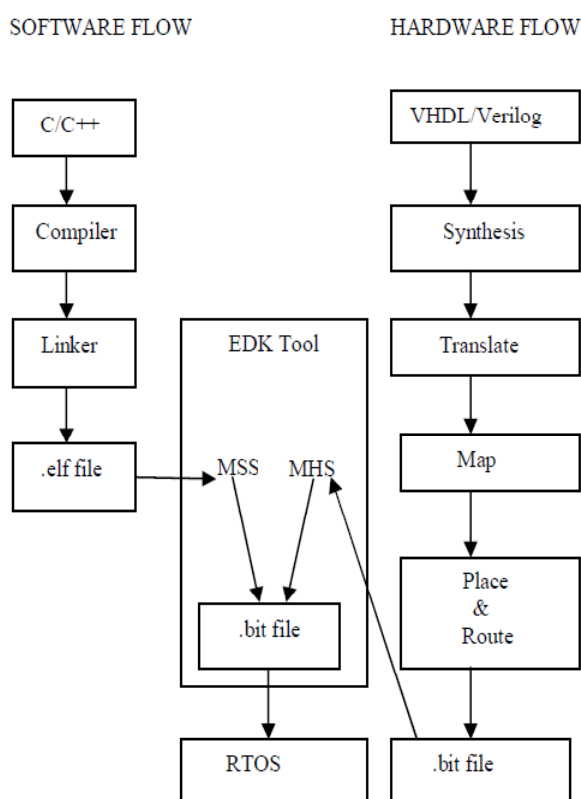 SOFTWARE FLOW
HARDWARE FLOW
C/C++
VHDL/Verilog
Compiler
Synthesis
Linker
EDK Tool
Translate
.elf file
MSS
MHS
Map
Place
&
Route
.bit file
RTOS
.bit file